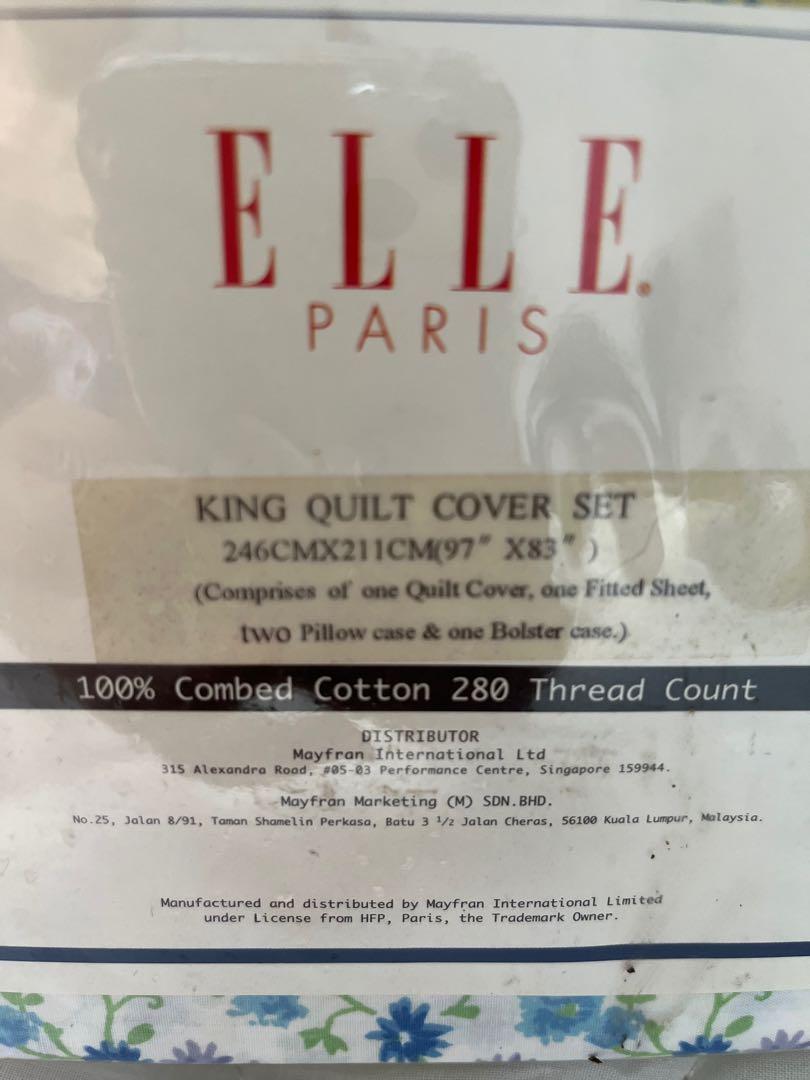 ELLE
PARIS
KING QUILT COVER SET
246CMX211CM(97" X83" )
(Comprises of one Quilt Cover, one Fitted Sheet,
two Pillow case & one Bolster case.)
100% Combed Cotton 280 Thread Count
DISTRIBUTOR
Mayfran International Ltd
315 Alexandra Road, #05-03 Performance Centre, Singapore 159944.
Mayfran Marketing (M) SDN.BHD.
No.25, Jalan 8/91, Taman Shamelin Perkasa, Batu 3 1/2 Jalan Cheras, 56100 Kuala Lumpur, Malaysia.
Manufactured and distributed by Mayfran International Limited
under License from HFP, Paris, the Trademark Owner.